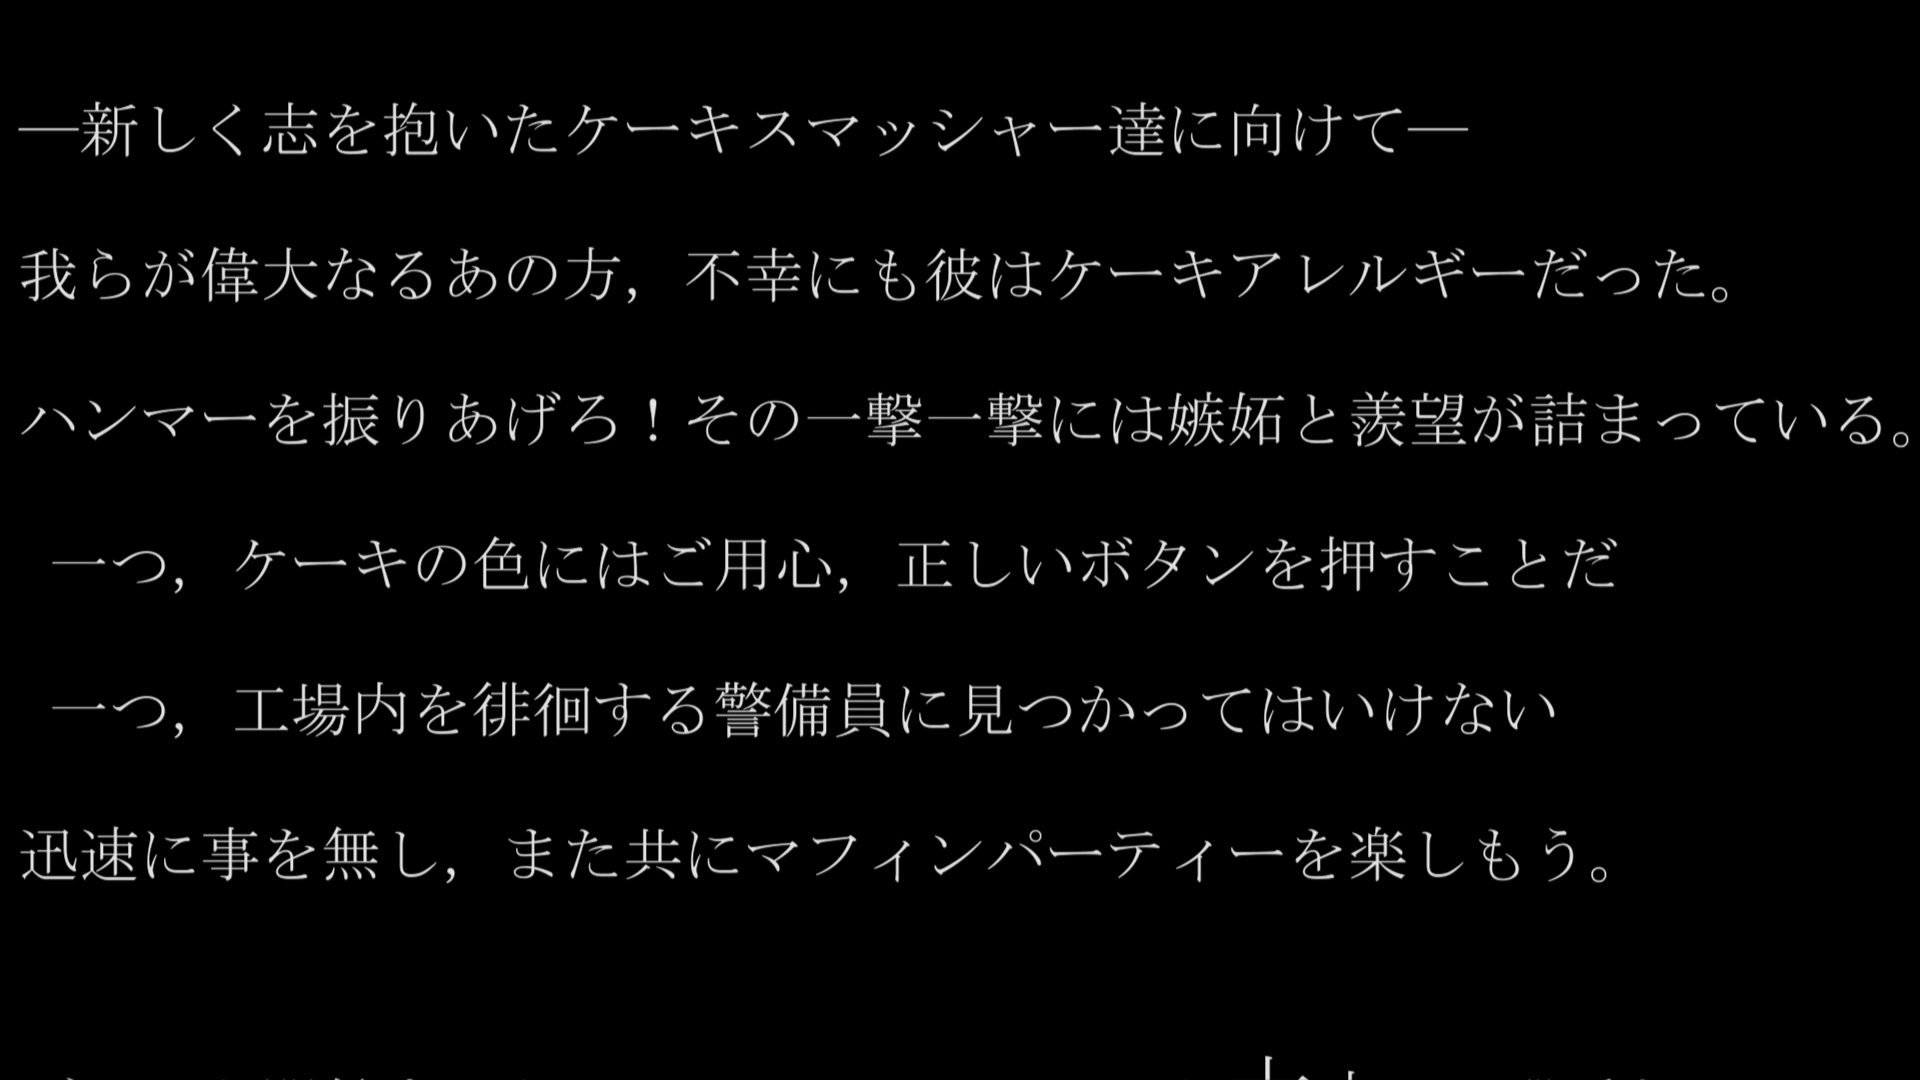 ―新しく志を抱いたケーキスマッシャー達に向けて―
我らが偉大なるあの方，不幸にも彼はケーキアレルギーだった。
ハンマーを振りあげろ！その一撃一撃には嫉妬と羨望が詰まっている。
一つ，ケーキの色にはご用心，正しいボタンを押すことだ
一つ，工場内を徘徊する警備員に見つかってはいけない
迅速に事を無し，また共にマフィンパーティーを楽しもう。